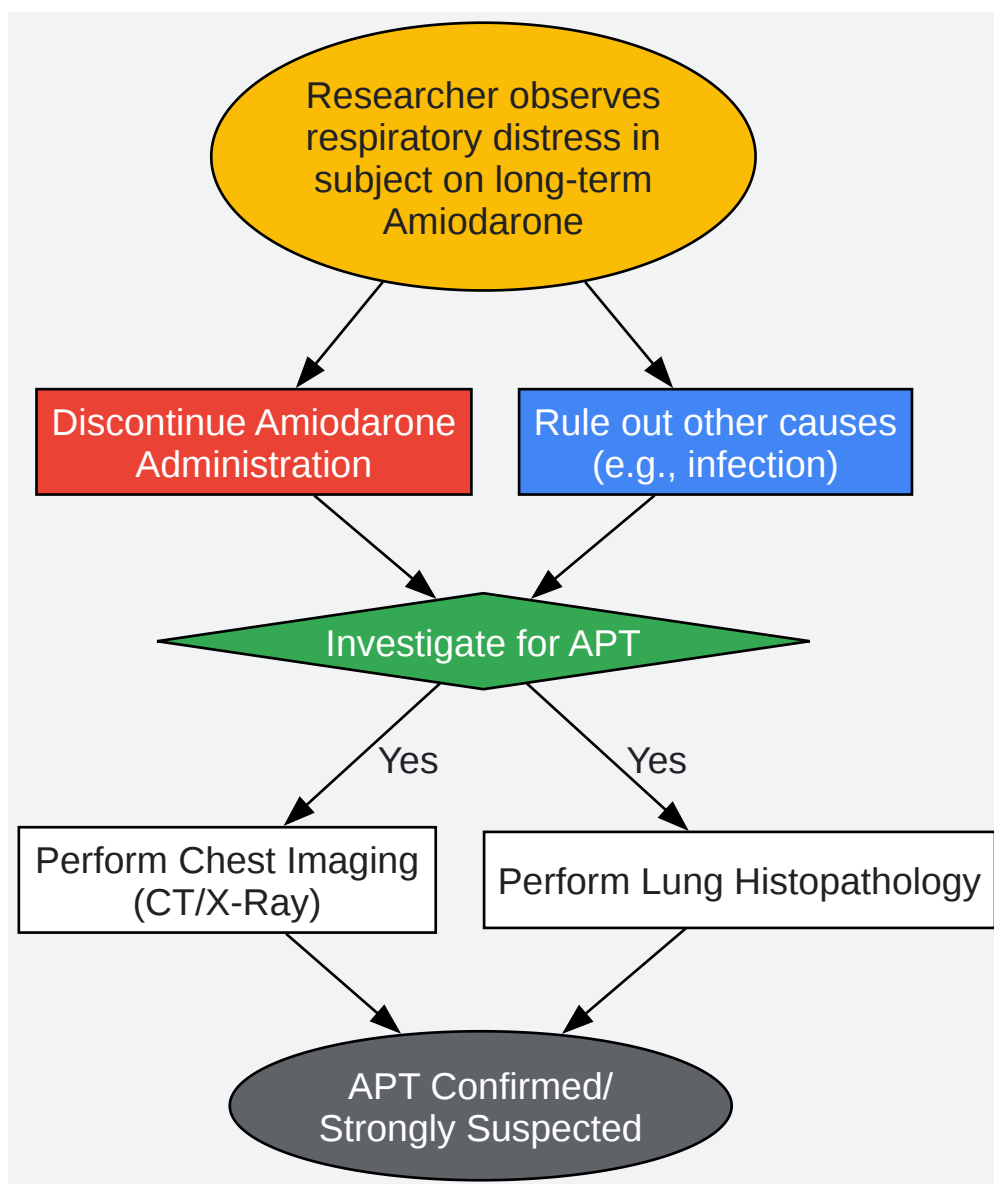 Researcher observes
respiratory distress in
subject on long-term
Amiodarone
Discontinue Amiodarone
Administration
Rule out other causes
(e.g., infection)
Investigate for APT
Yes
Yes
Perform Chest Imaging
(CT/X-Ray)
Perform Lung Histopathology
APT Confirmed/
Strongly Suspected